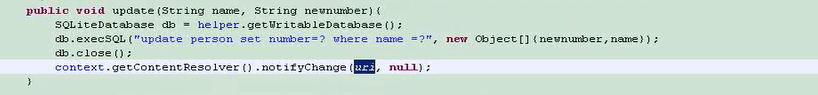 public void update(String name, String newnumber){
SQLiteDatabase db = helper.getWritableDatabase();
db.execSQL("update person set number=? where name =?", new Object[]{newnumber,name});
db.close();
context.getContentResolver().notifyChange(uri, null);
}